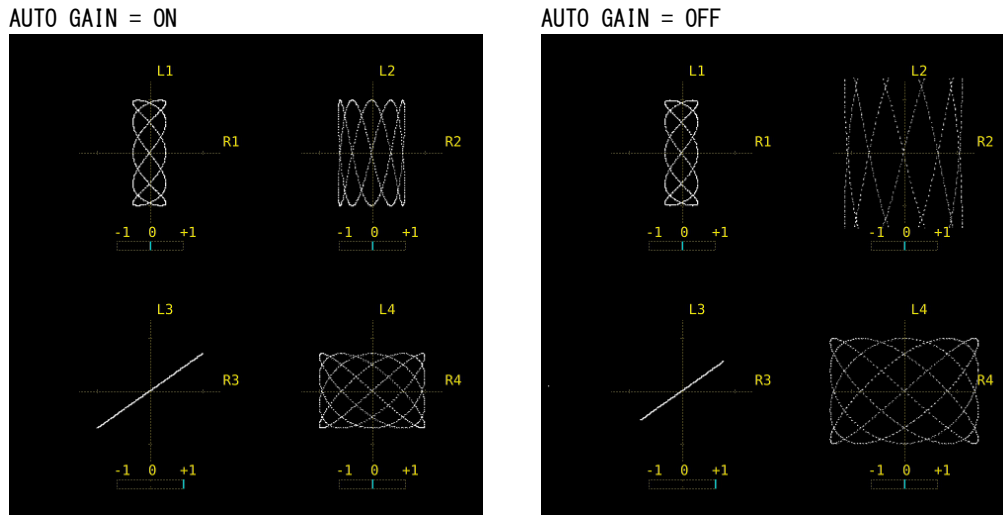 AUTO GAIN = ON
L1
R1
-1 0 +1
L2
R2
-1 0 +1
L3
R3
-1 0 +1
L4
R4
-1 0 +1
AUTO GAIN = OFF
L1
R1
-1 0 +1
L2
R2
-1 0 +1
L3
R3
-1 0 +1
L4
R4
-1 0 +1